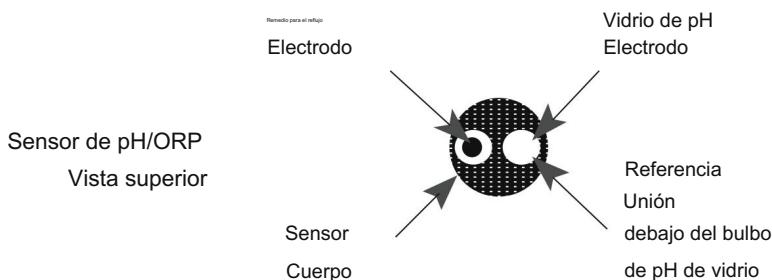 Remedio para el reflujo
Electrodo
Vidrio de pH
Electrodo
Sensor de pH/ORP
Vista superior
Referencia
Unión
debajo del bulbo
de pH de vidrio
Sensor
Cuerpo